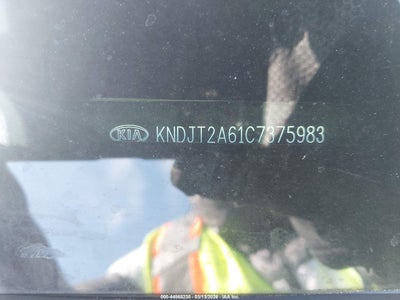 KIA KNDJT2A61C7375983
000-44668230 - 03/13/2026 - IAA Inc.